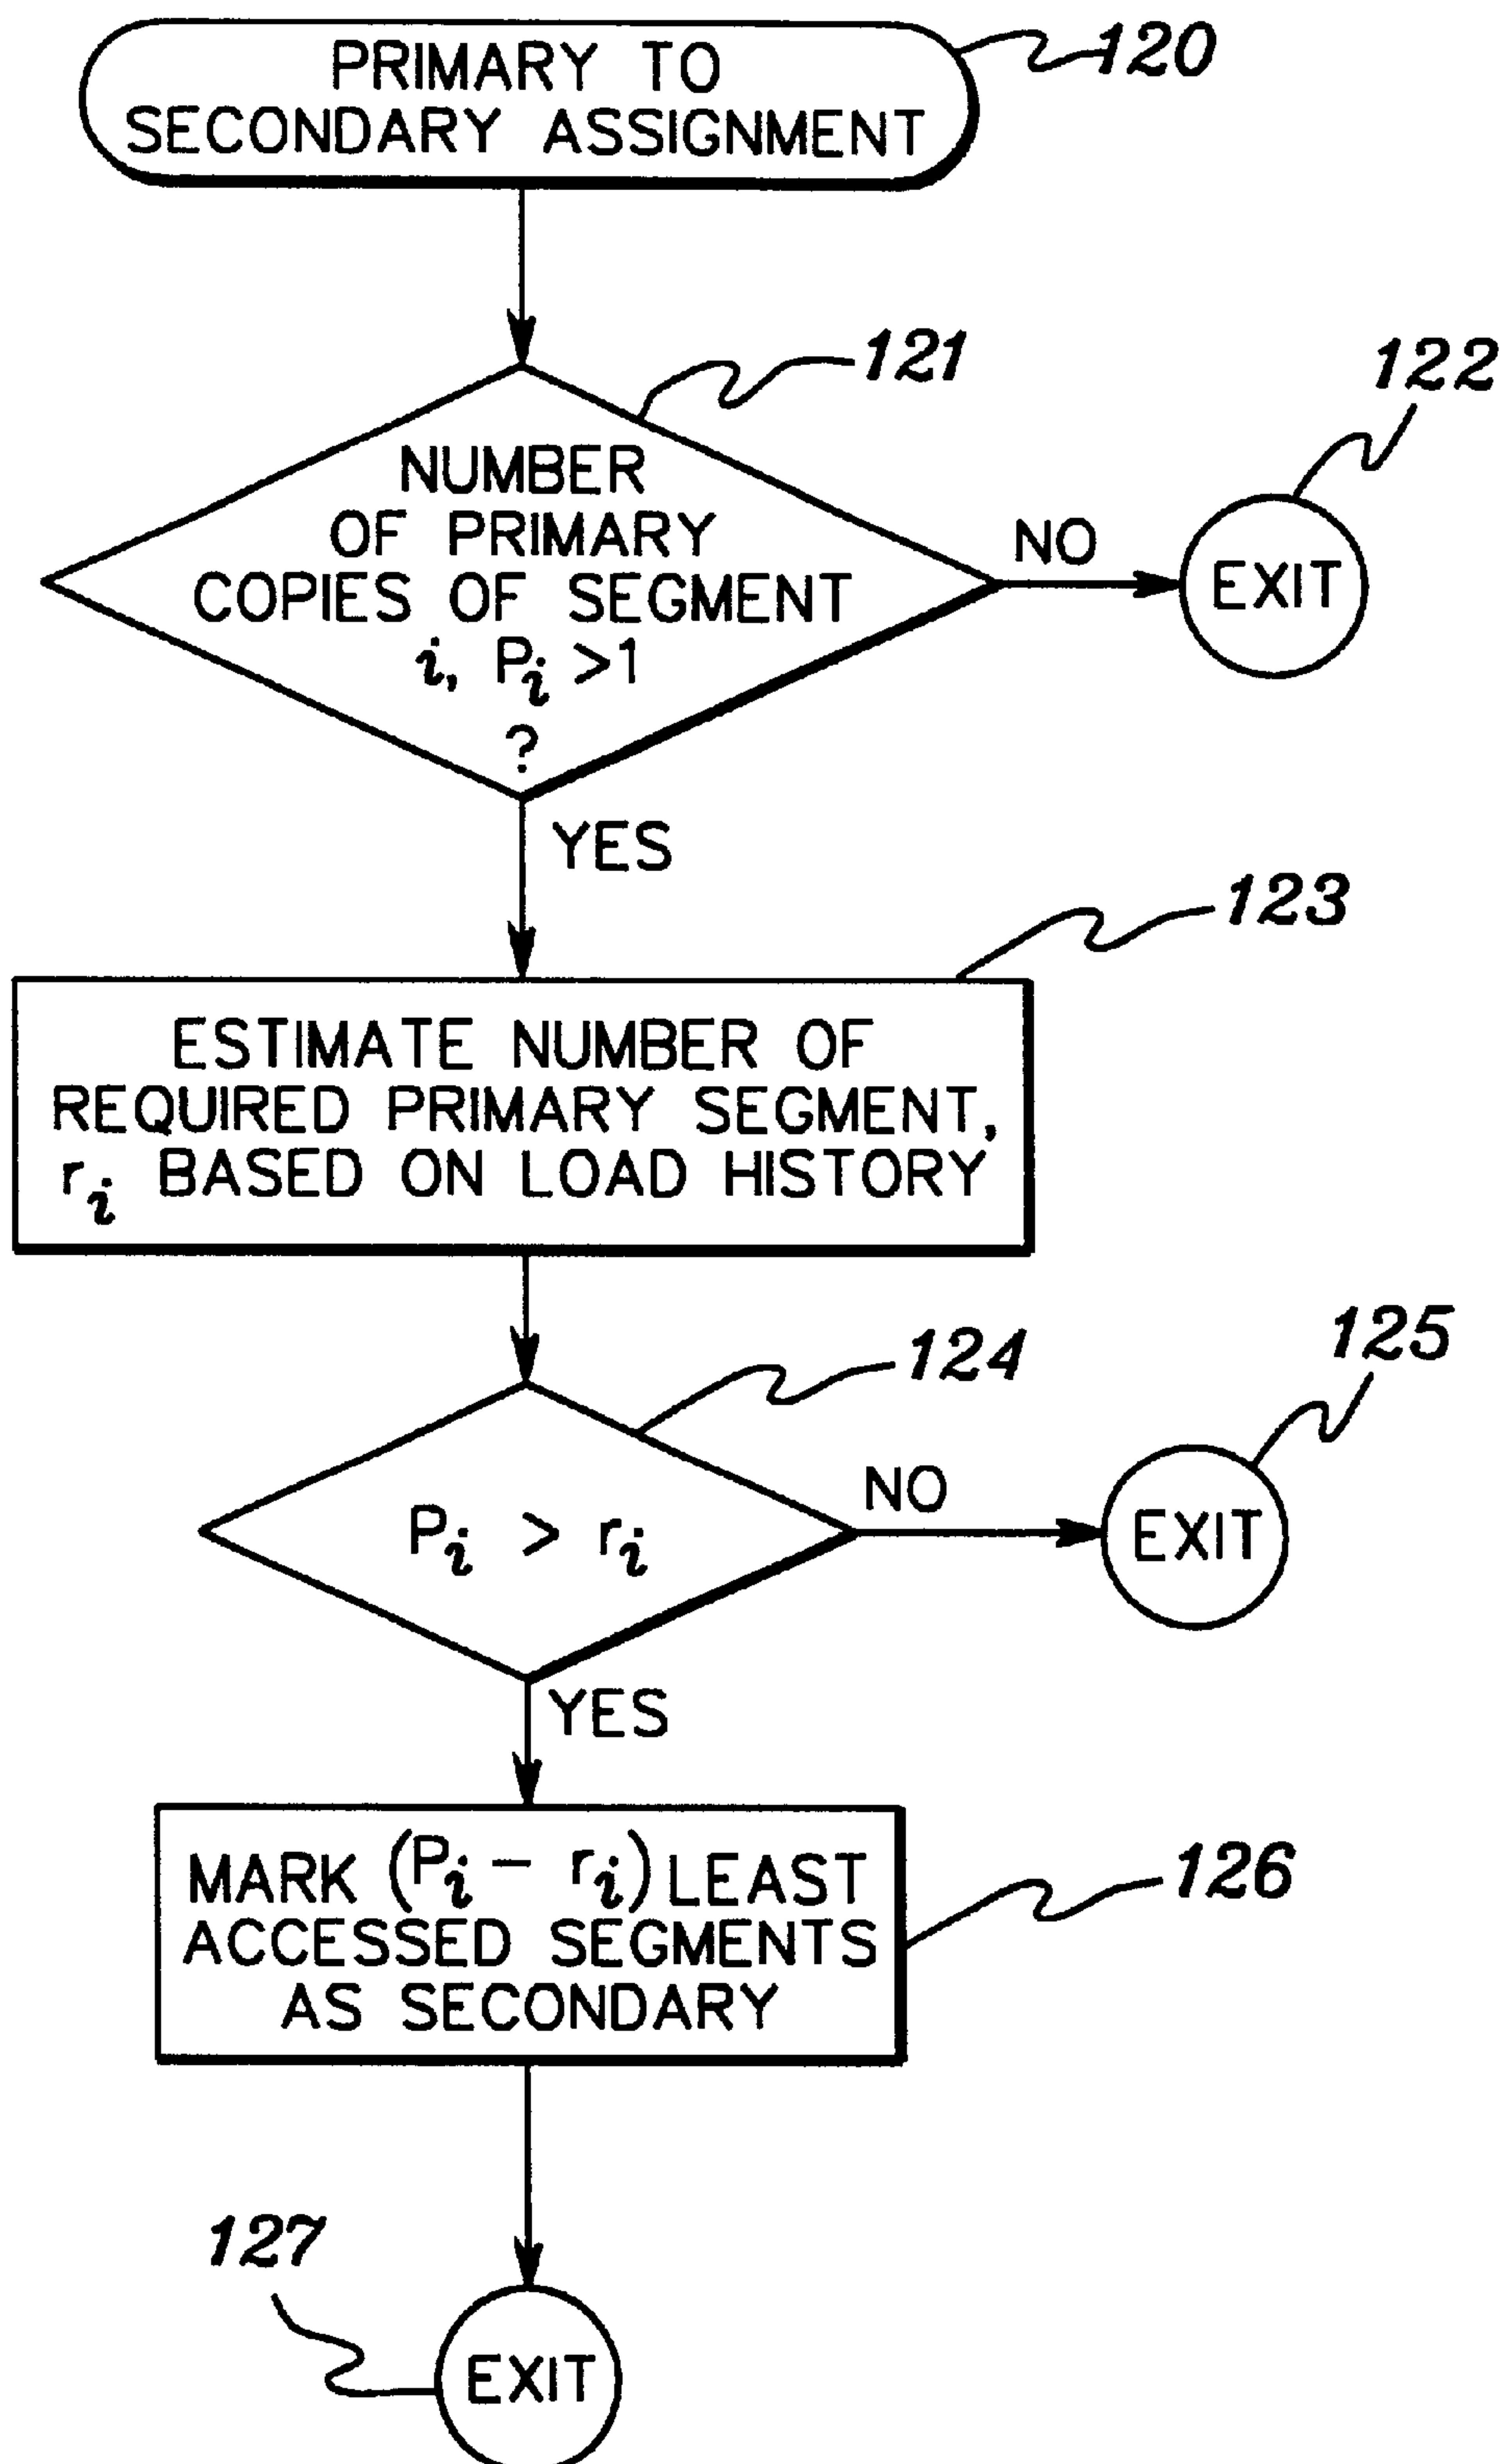 PRIMARY TO
SECONDARY ASSIGNMENT
120
121
122
NUMBER
OF PRIMARY
COPIES OF SEGMENT
i, Pi >1
?
NO
EXIT
YES
123
ESTIMATE NUMBER OF
REQUIRED PRIMARY SEGMENT,
ri BASED ON LOAD HISTORY
124
125
Pi > ri
NO
EXIT
YES
126
MARK (Pi – ri) LEAST
ACCESSED SEGMENTS
AS SECONDARY
127
EXIT